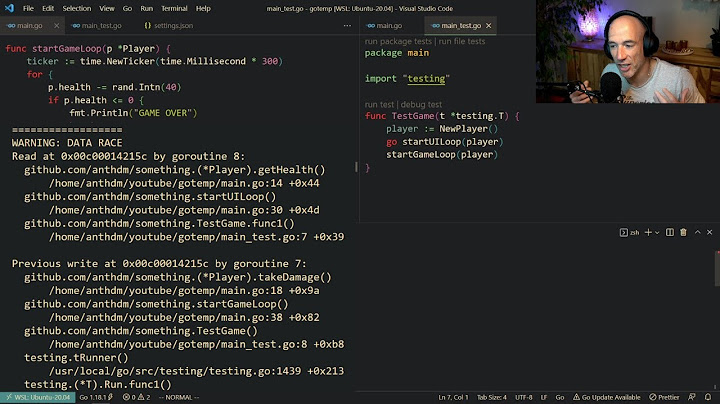 File Edit Selection View Go Run Terminal Help
main_test.go - gotemp [WSL: Ubuntu-20.04] - Visual Studio Code
main.go
main_test.go
settings.json
func startGameLoop(p *Player) {
ticker := time.NewTicker(time.Millisecond * 300)
for {
p.health -= rand.Intn(40)
if p.health <= 0 {
fmt.Println("GAME OVER")
==================
WARNING: DATA RACE
Read at 0x00c00014215c by goroutine 8:
github.com/anthdm/something.(*Player).getHealth()
/home/anthdm/youtube/gotemp/main.go:14 +0x44
github.com/anthdm/something.startUILoop()
/home/anthdm/youtube/gotemp/main.go:30 +0x4d
github.com/anthdm/something.TestGame.func1()
/home/anthdm/youtube/gotemp/main_test.go:7 +0x39
Previous write at 0x00c00014215c by goroutine 7:
github.com/anthdm/something.(*Player).takeDamage()
/home/anthdm/youtube/gotemp/main.go:18 +0x9a
github.com/anthdm/something.startGameLoop()
/home/anthdm/youtube/gotemp/main.go:38 +0x82
github.com/anthdm/something.TestGame()
/home/anthdm/youtube/gotemp/main_test.go:8 +0xb8
testing.tRunner()
/usr/local/go/src/testing/testing.go:1439 +0x213
testing.(*T).Run.func1()
main.go
main_test.go
run package tests | run file tests
package main
import "testing"
run test | debug test
func TestGame(t *testing.T) {
player := NewPlayer()
go startUILoop(player)
startGameLoop(player)
}
zsh
WSL: Ubuntu-20.04 Go 1.18.1 0 2 -- NORMAL -- Ln 7, Col 1 Tab Size: 4 UTF-8 LF Go Go Update Available Prettier